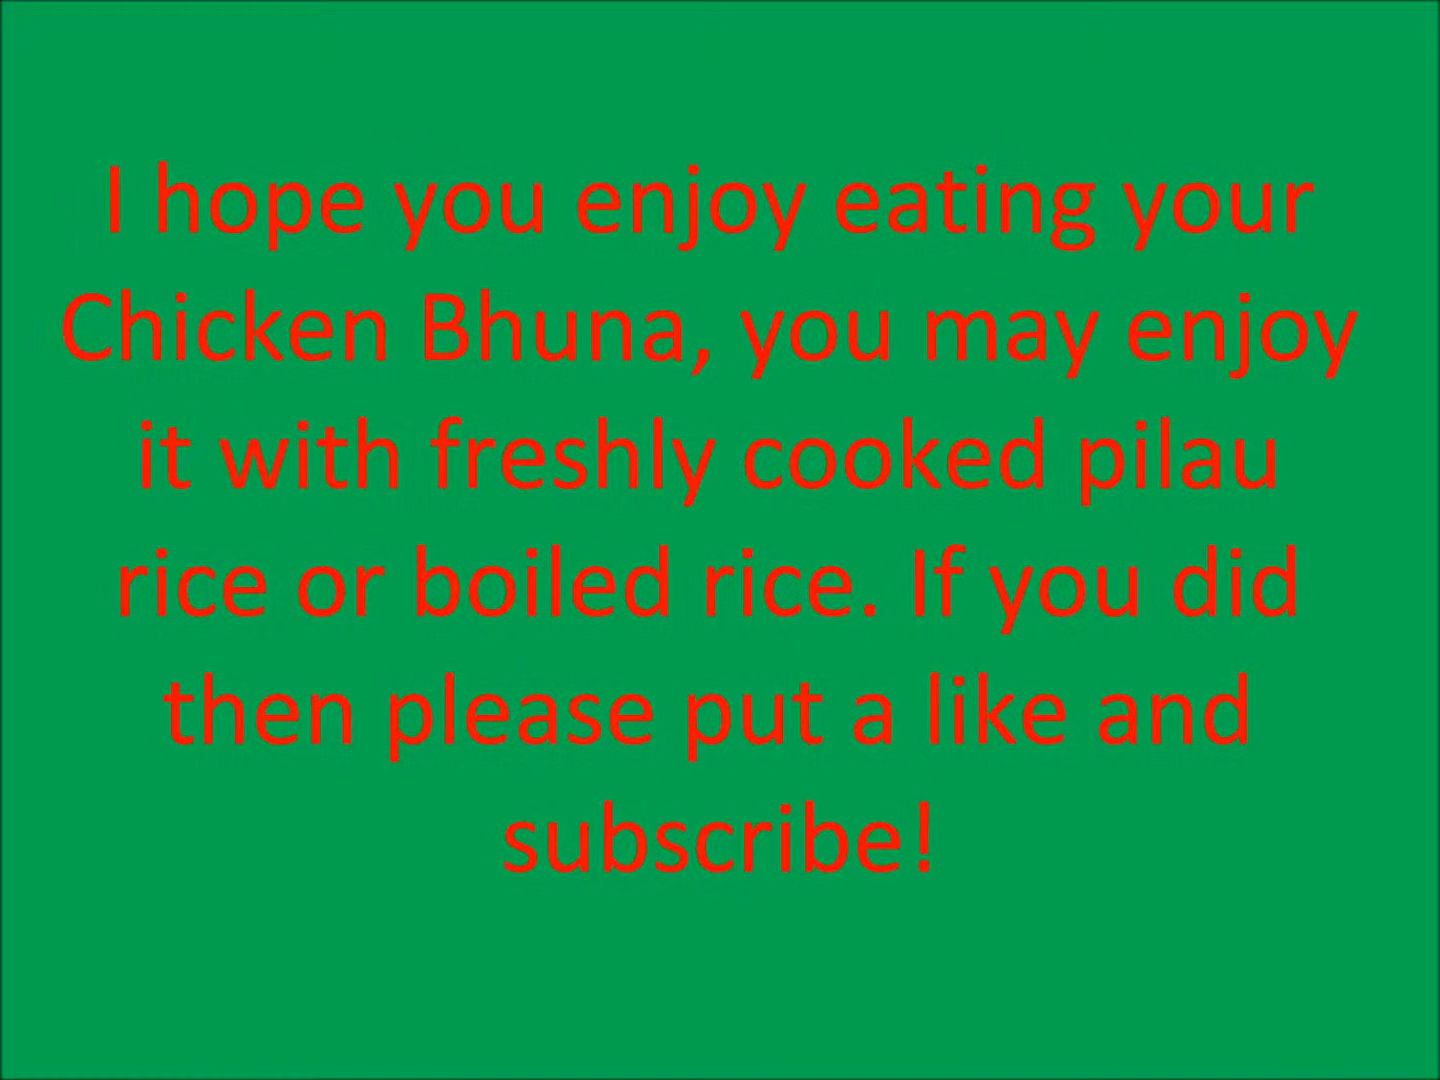 I hope you enjoy eating your
Chicken Bhuna, you may enjoy
it with freshly cooked pilau
rice or boiled rice. If you did
then please put a like and
subscribe!